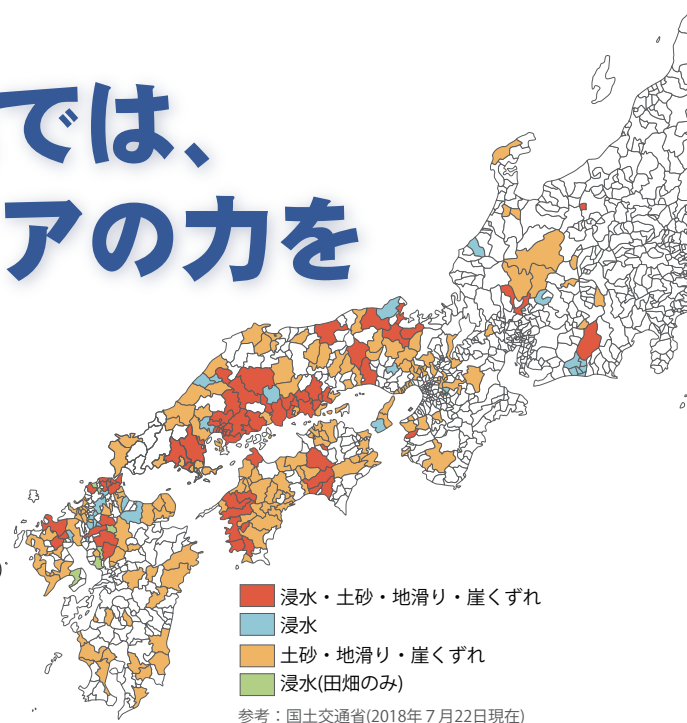 では、
アの力を
浸水・土砂・地滑り・崖くずれ
浸水
土砂・地滑り・崖くずれ
浸水(田畑のみ)
参考：国土交通省(2018年７月22日現在)